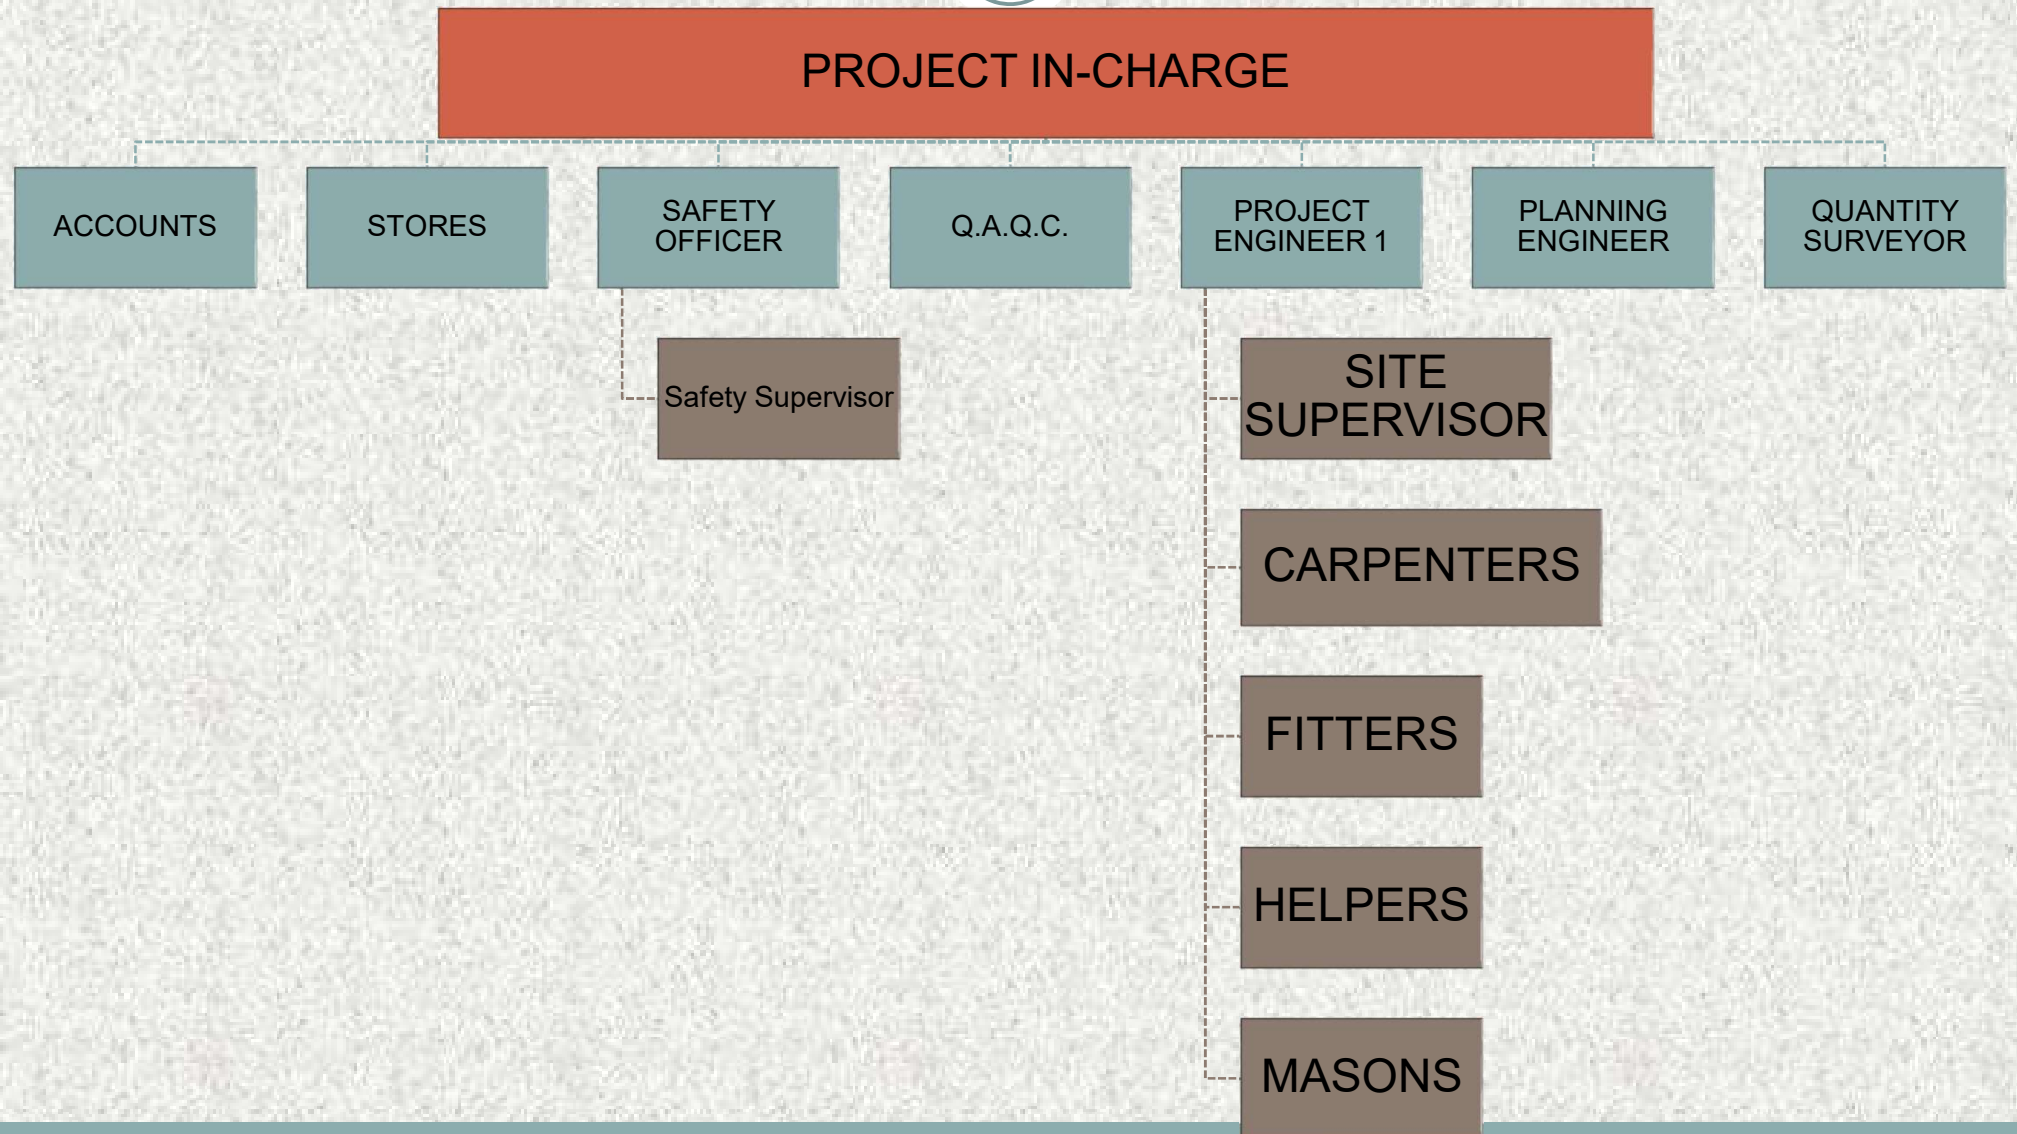 PROJECT IN-CHARGE
ACCOUNTS
STORES
SAFETY
OFFICER
Q.A.Q.C.
PROJECT
ENGINEER 1
PLANNING
ENGINEER
QUANTITY
SURVEYOR
Safety Supervisor
SITE
SUPERVISOR
CARPENTERS
FITTERS
HELPERS
MASONS